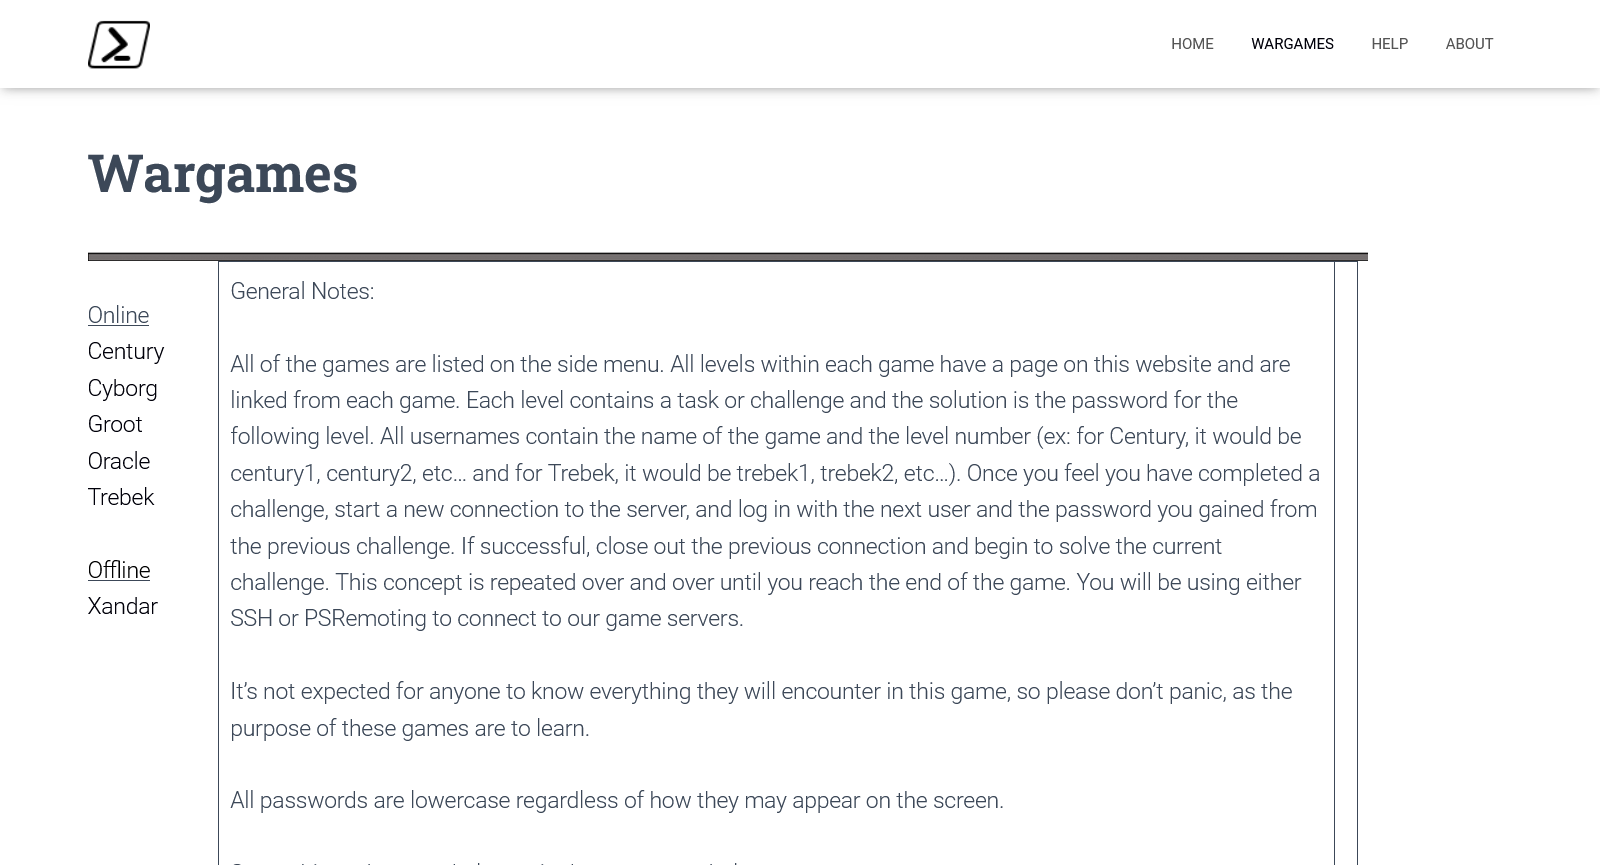 HOME WARGAMES HELP ABOUT
Wargames
Online
Century
Cyborg
Groot
Oracle
Trebek
Offline
Xandar
General Notes:
All of the games are listed on the side menu. All levels within each game have a page on this website and are
linked from each game. Each level contains a task or challenge and the solution is the password for the
following level. All usernames contain the name of the game and the level number (ex: for Century, it would be
century1, century2, etc… and for Trebek, it would be trebek1, trebek2, etc…). Once you feel you have completed a
challenge, start a new connection to the server, and log in with the next user and the password you gained from
the previous challenge. If successful, close out the previous connection and begin to solve the current
challenge. This concept is repeated over and over until you reach the end of the game. You will be using either
SSH or PSRemoting to connect to our game servers.
It’s not expected for anyone to know everything they will encounter in this game, so please don’t panic, as the
purpose of these games are to learn.
All passwords are lowercase regardless of how they may appear on the screen.